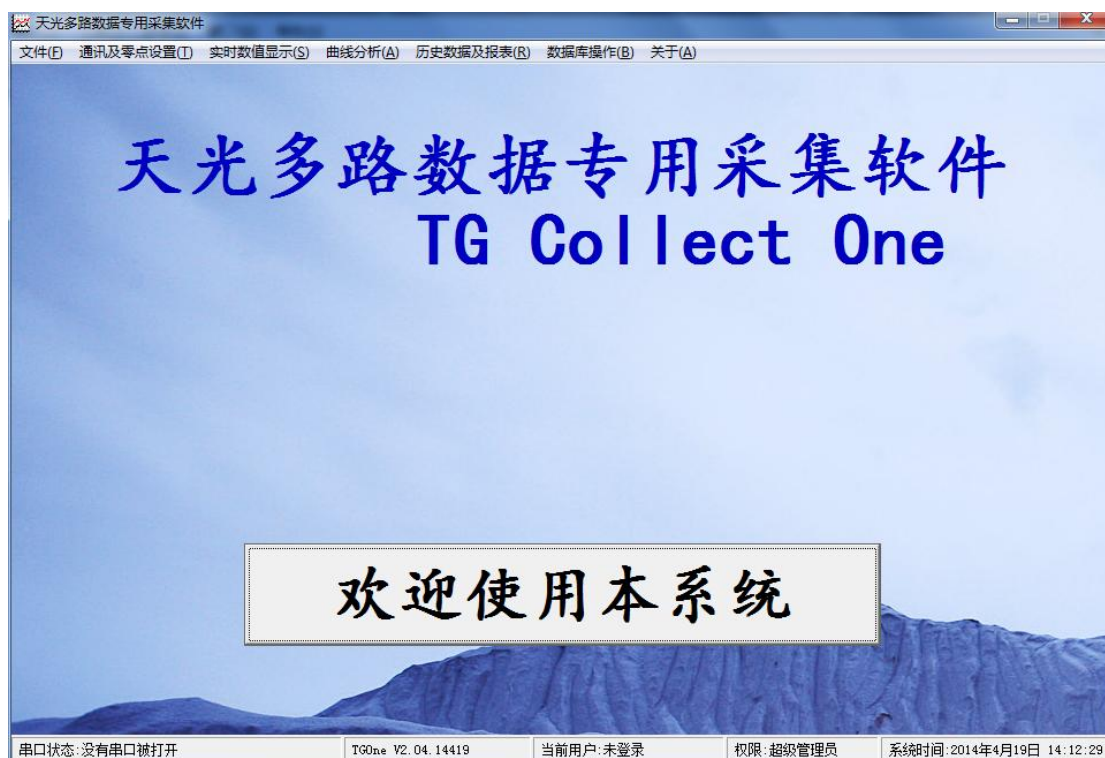 天光多路数据专用采集软件
文件(F) 通讯及零点设置(T) 实时数值显示(S) 曲线分析(A) 历史数据及报表(R) 数据库操作(B) 关于(A)
天光多路数据专用采集软件
TG Collect One
欢迎使用本系统
串口状态:没有串口被打开 TGOne V2.04.14419 当前用户:未登录 权限:超级管理员 系统时间:2014年4月19日 14:12:29